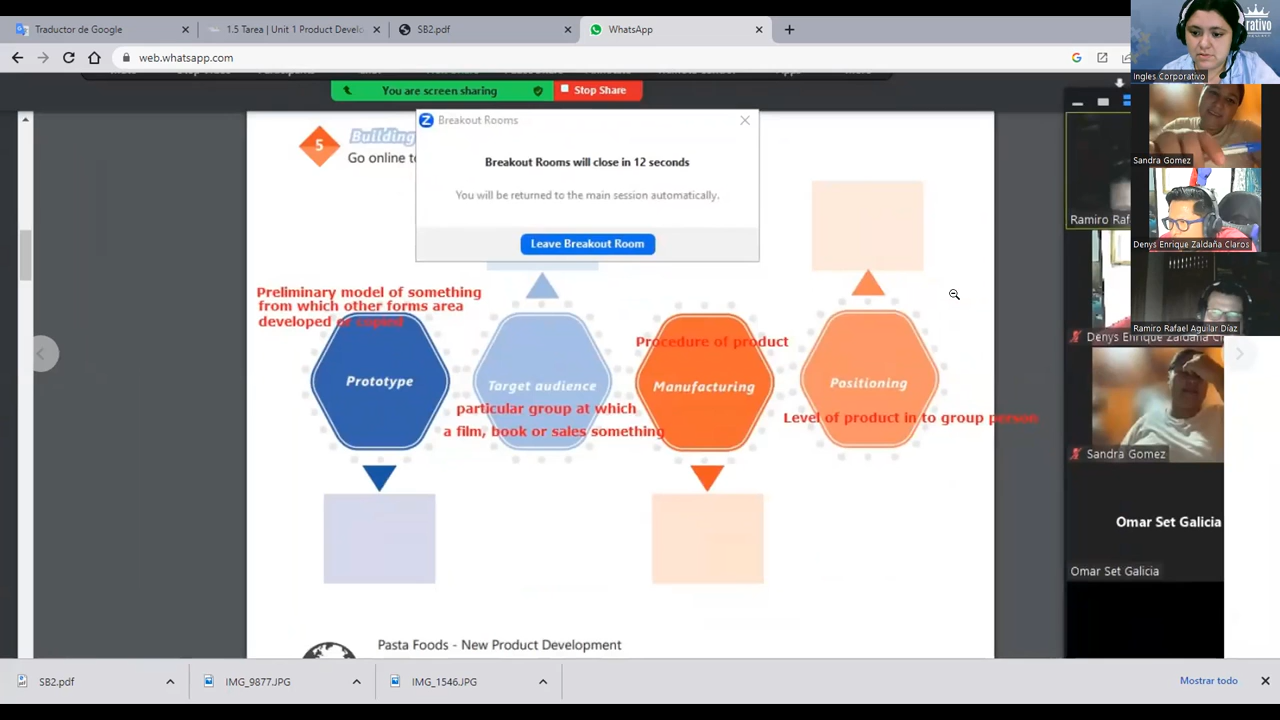 Traductor de Google
1.5 Tarea | Unit 1 Product Develo
SB2.pdf
WhatsApp
rativo
web.whatsapp.com
Ingles Corporativo
You are screen sharing
Stop Share
Breakout Rooms
5
Building
Go online to
Breakout Rooms will close in 12 seconds
You will be returned to the main session automatically.
Leave Breakout Room
Sandra Gomez
Ramiro Raf
Denys Enrique Zaldaña Claros
Preliminary model of something
from which other forms area
developed or copied
Ramiro Rafael Aguilar Díaz
Denys Enrique Zaldaña Cl
Procedure of product
Prototype
Target audience
Manufacturing
Positioning
particular group at which
a film, book or sales something
Level of product in to group person
Sandra Gomez
Omar Set Galicia
Omar Set Galicia
Pasta Foods - New Product Development
SB2.pdf
IMG_9877.JPG
IMG_1546.JPG
Mostrar todo